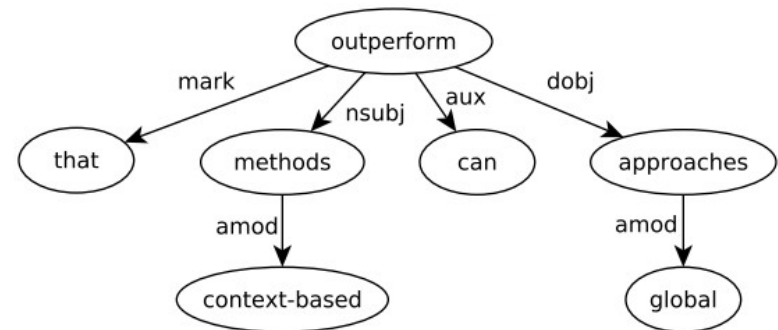 outperform
mark nsubj aux dobj
that methods can approaches
amod amod
context-based global